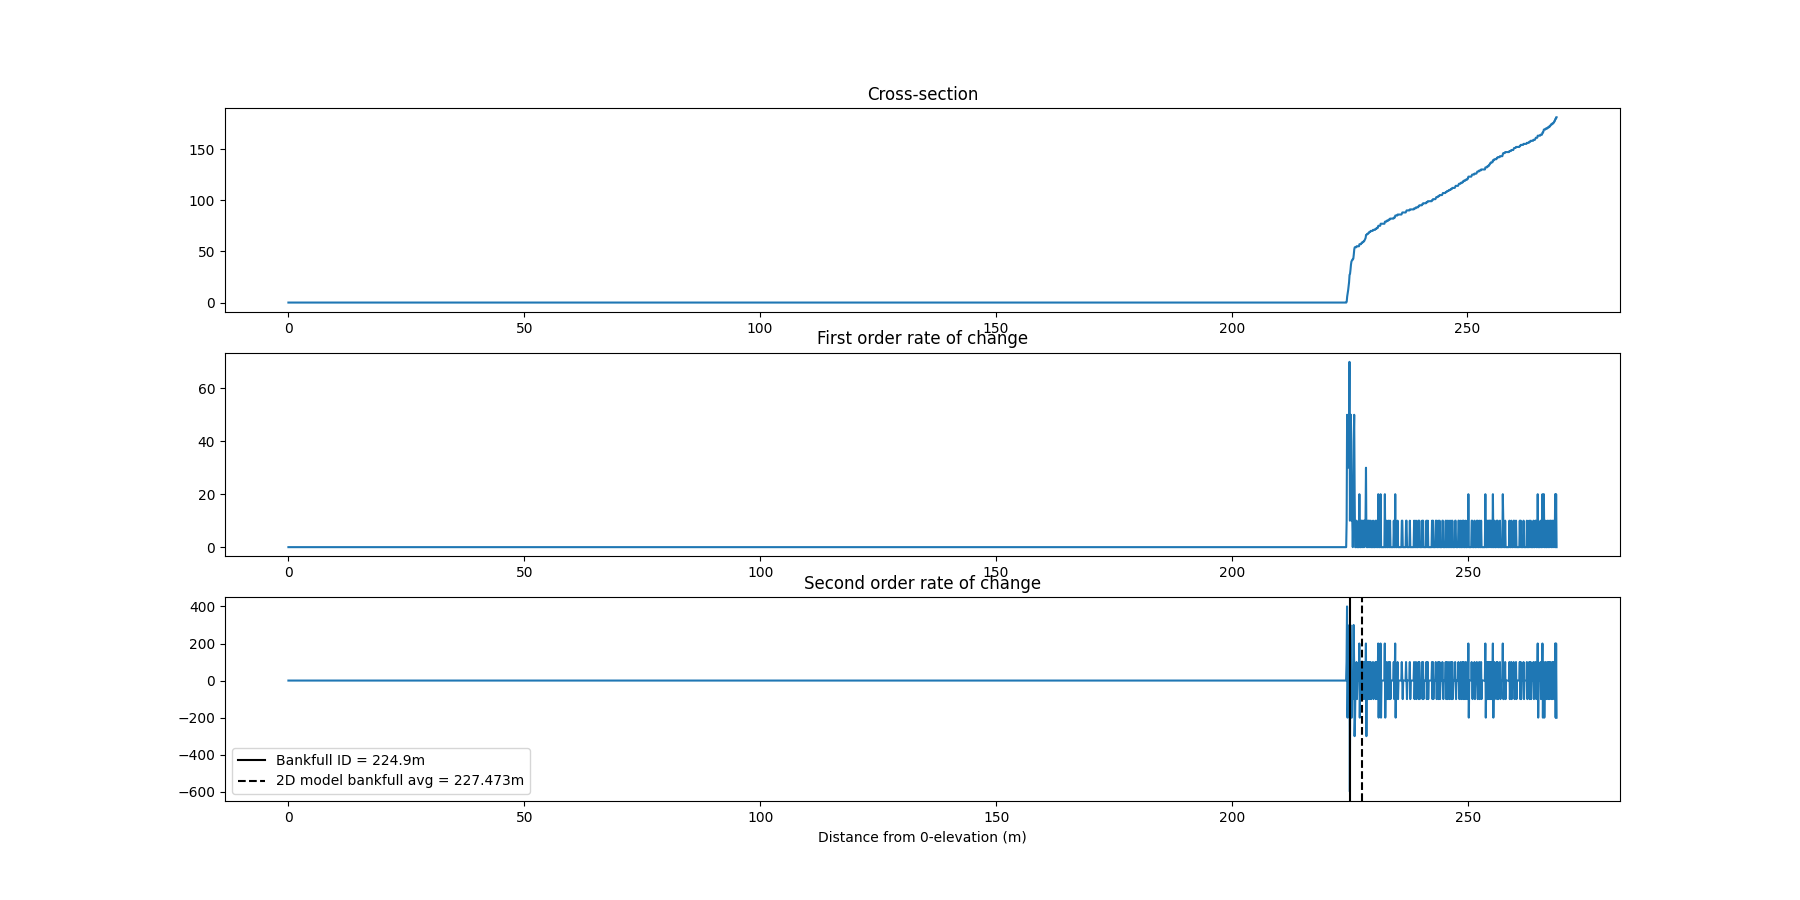 Cross-section
150
100
50
0
0 50 100 150 200 250
First order rate of change
60
40
20
0
0 50 100 150 200 250
Second order rate of change
400
200
0
−200
−400
−600
Bankfull ID = 224.9m
2D model bankfull avg = 227.473m
0 50 100 150 200 250
Distance from 0-elevation (m)